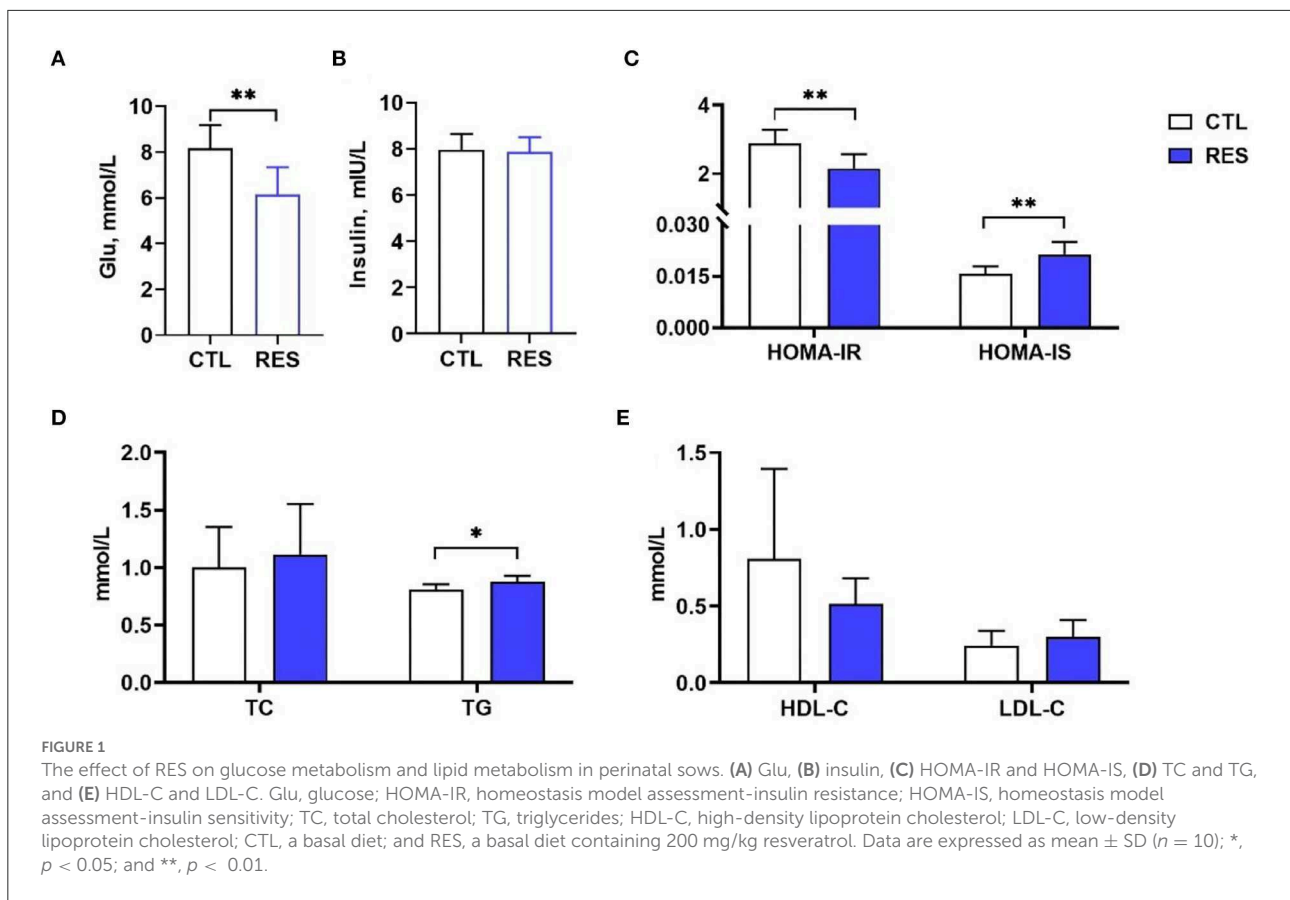 A
B
C
**
**
**
CTL
RES
Glu, mmol/L
10
8
6
4
2
0
CTL RES
Insulin, mIU/L
10
8
6
4
2
0
CTL RES
4
2
0.030
0.015
0.000
HOMA-IR HOMA-IS
D
E
mmol/L
2.0
1.5
1.0
0.5
0.0
*
TC TG
mmol/L
1.5
1.0
0.5
0.0
HDL-C LDL-C
FIGURE 1
The effect of RES on glucose metabolism and lipid metabolism in perinatal sows. (A) Glu, (B) insulin, (C) HOMA-IR and HOMA-IS, (D) TC and TG,
and (E) HDL-C and LDL-C. Glu, glucose; HOMA-IR, homeostasis model assessment-insulin resistance; HOMA-IS, homeostasis model
assessment-insulin sensitivity; TC, total cholesterol; TG, triglycerides; HDL-C, high-density lipoprotein cholesterol; LDL-C, low-density
lipoprotein cholesterol; CTL, a basal diet; and RES, a basal diet containing 200 mg/kg resveratrol. Data are expressed as mean ± SD (n = 10); *,
p < 0.05; and **, p < 0.01.